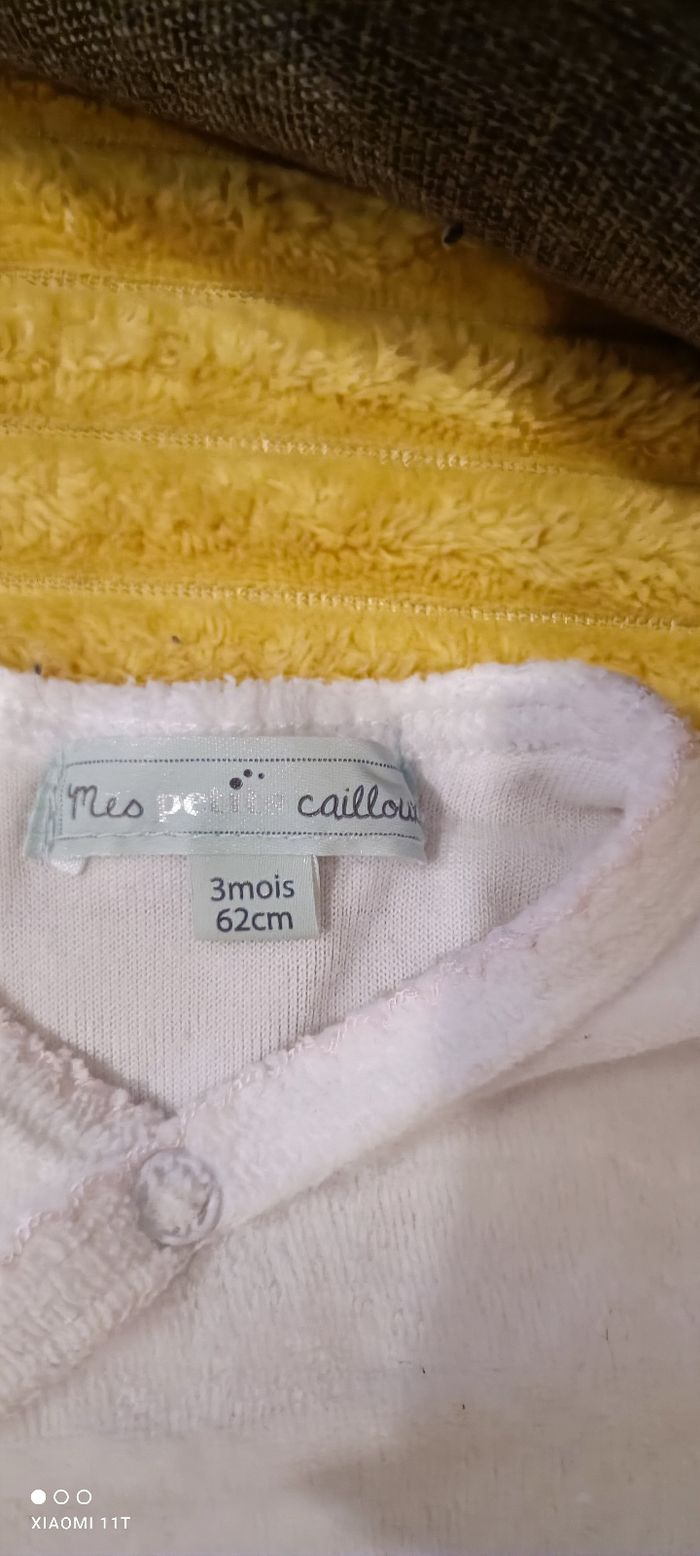 Mes petits cailloux
3mois
62cm
XIAOMI 11T